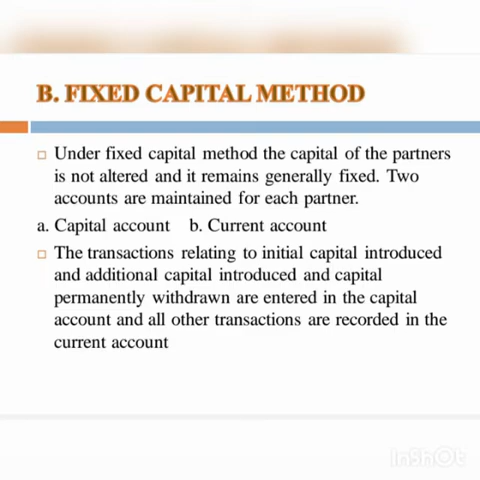 B. FIXED CAPITAL METHOD
Under fixed capital method the capital of the partners
is not altered and it remains generally fixed. Two
accounts are maintained for each partner.
a. Capital account b. Current account
The transactions relating to initial capital introduced
and additional capital introduced and capital
permanently withdrawn are entered in the capital
account and all other transactions are recorded in the
current account
InShOt